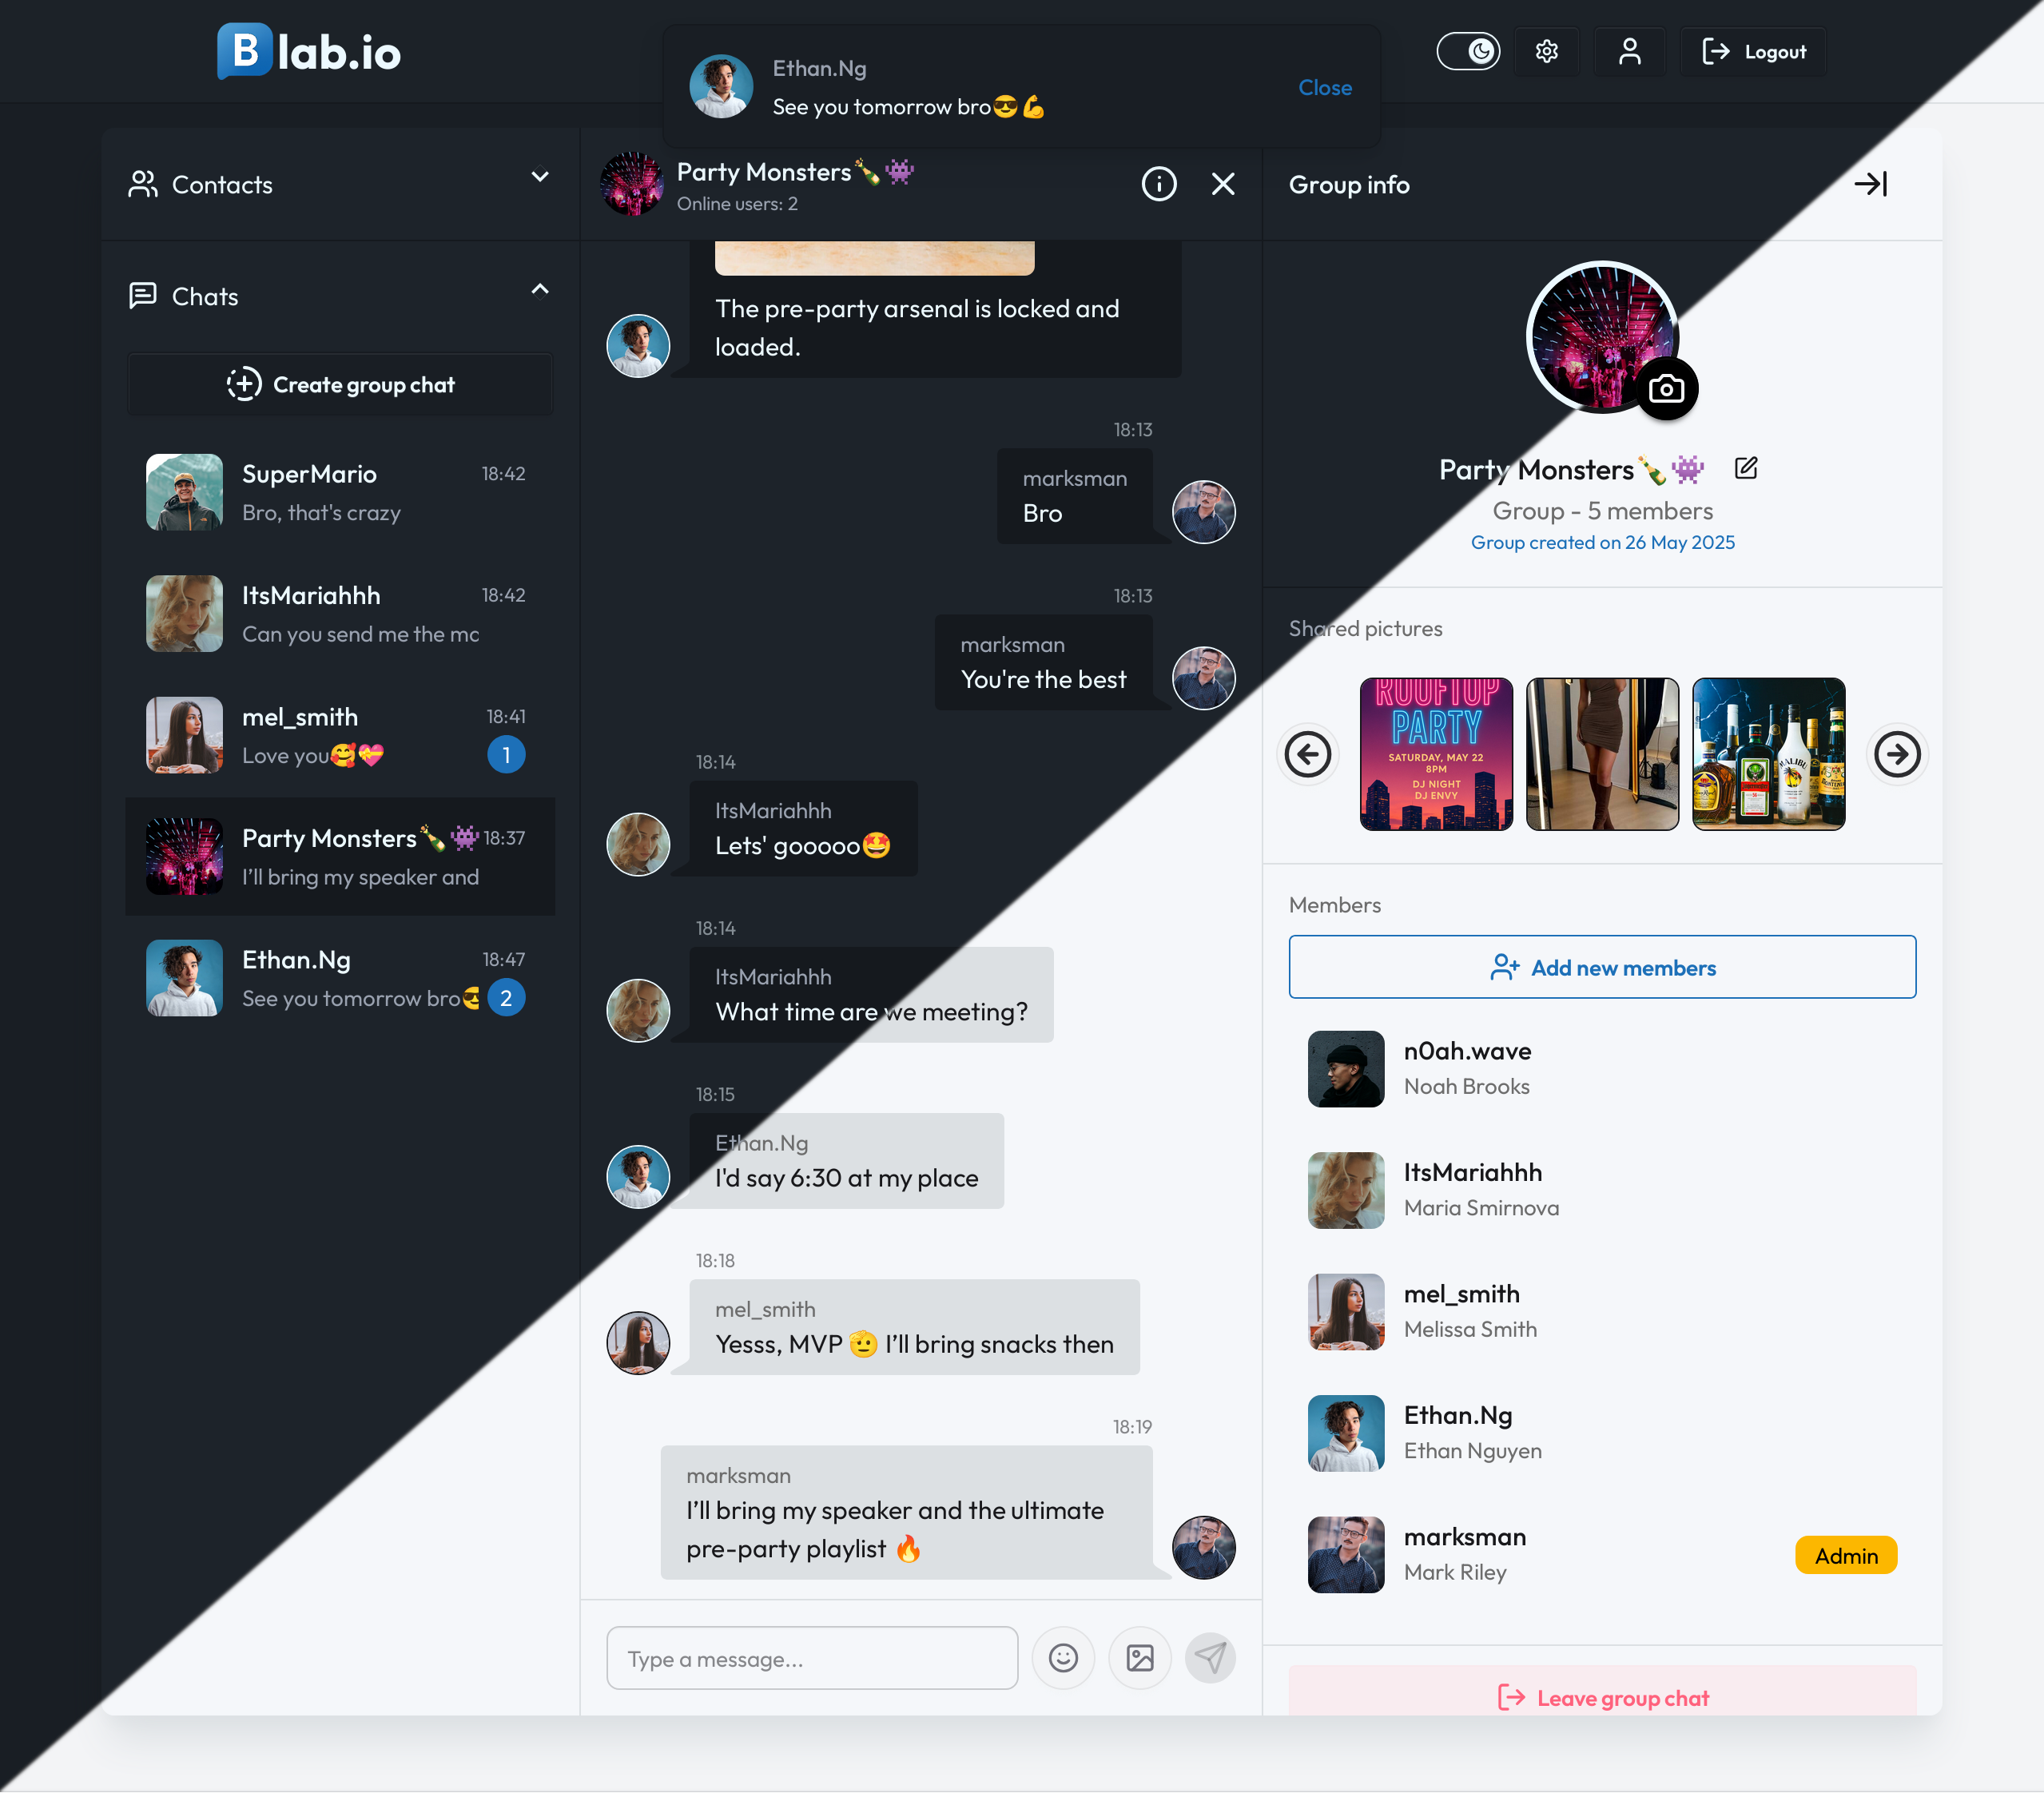 Blab.io
Ethan.Ng
See you tomorrow bro😎💪
Close
Logout
Contacts
Chats
Create group chat
SuperMario 18:42
Bro, that's crazy
ItsMariahhh 18:42
Can you send me the
mel_smith 18:41
Love you🥰💝 1
Party Monsters🍾👾 18:37
I’ll bring my speaker and
Ethan.Ng 18:47
See you tomorrow bro😎 2
Party Monsters🍾👾
Online users: 2
The pre-party arsenal is locked and
loaded.
18:13
marksman
Bro
18:13
marksman
You're the best
18:14
ItsMariahhh
Lets' gooooo🤩
18:14
ItsMariahhh
What time are we meeting?
18:15
Ethan.Ng
I'd say 6:30 at my place
18:18
mel_smith
Yesss, MVP 🫡 I’ll bring snacks then
18:19
marksman
I’ll bring my speaker and the ultimate
pre-party playlist 🔥
Type a message...
Group info
Party Monsters🍾👾
Group - 5 members
Group created on 26 May 2025
Shared pictures
ROOFTOP
PARTY
SATURDAY, MAY 22
8PM
DJ NIGHT
DJ ENVY
MALIBU
Members
Add new members
n0ah.wave
Noah Brooks
ItsMariahhh
Maria Smirnova
mel_smith
Melissa Smith
Ethan.Ng
Ethan Nguyen
marksman
Mark Riley
Admin
Leave group chat